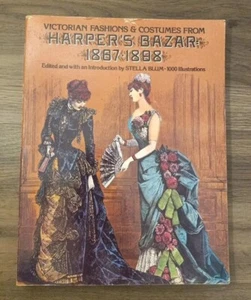 VICTORIAN FASHIONS & COSTUMES FROM
HARPER'S BAZAR:
1867-1898
Edited and with an Introduction by STELLA BLUM · 1000 Illustrations